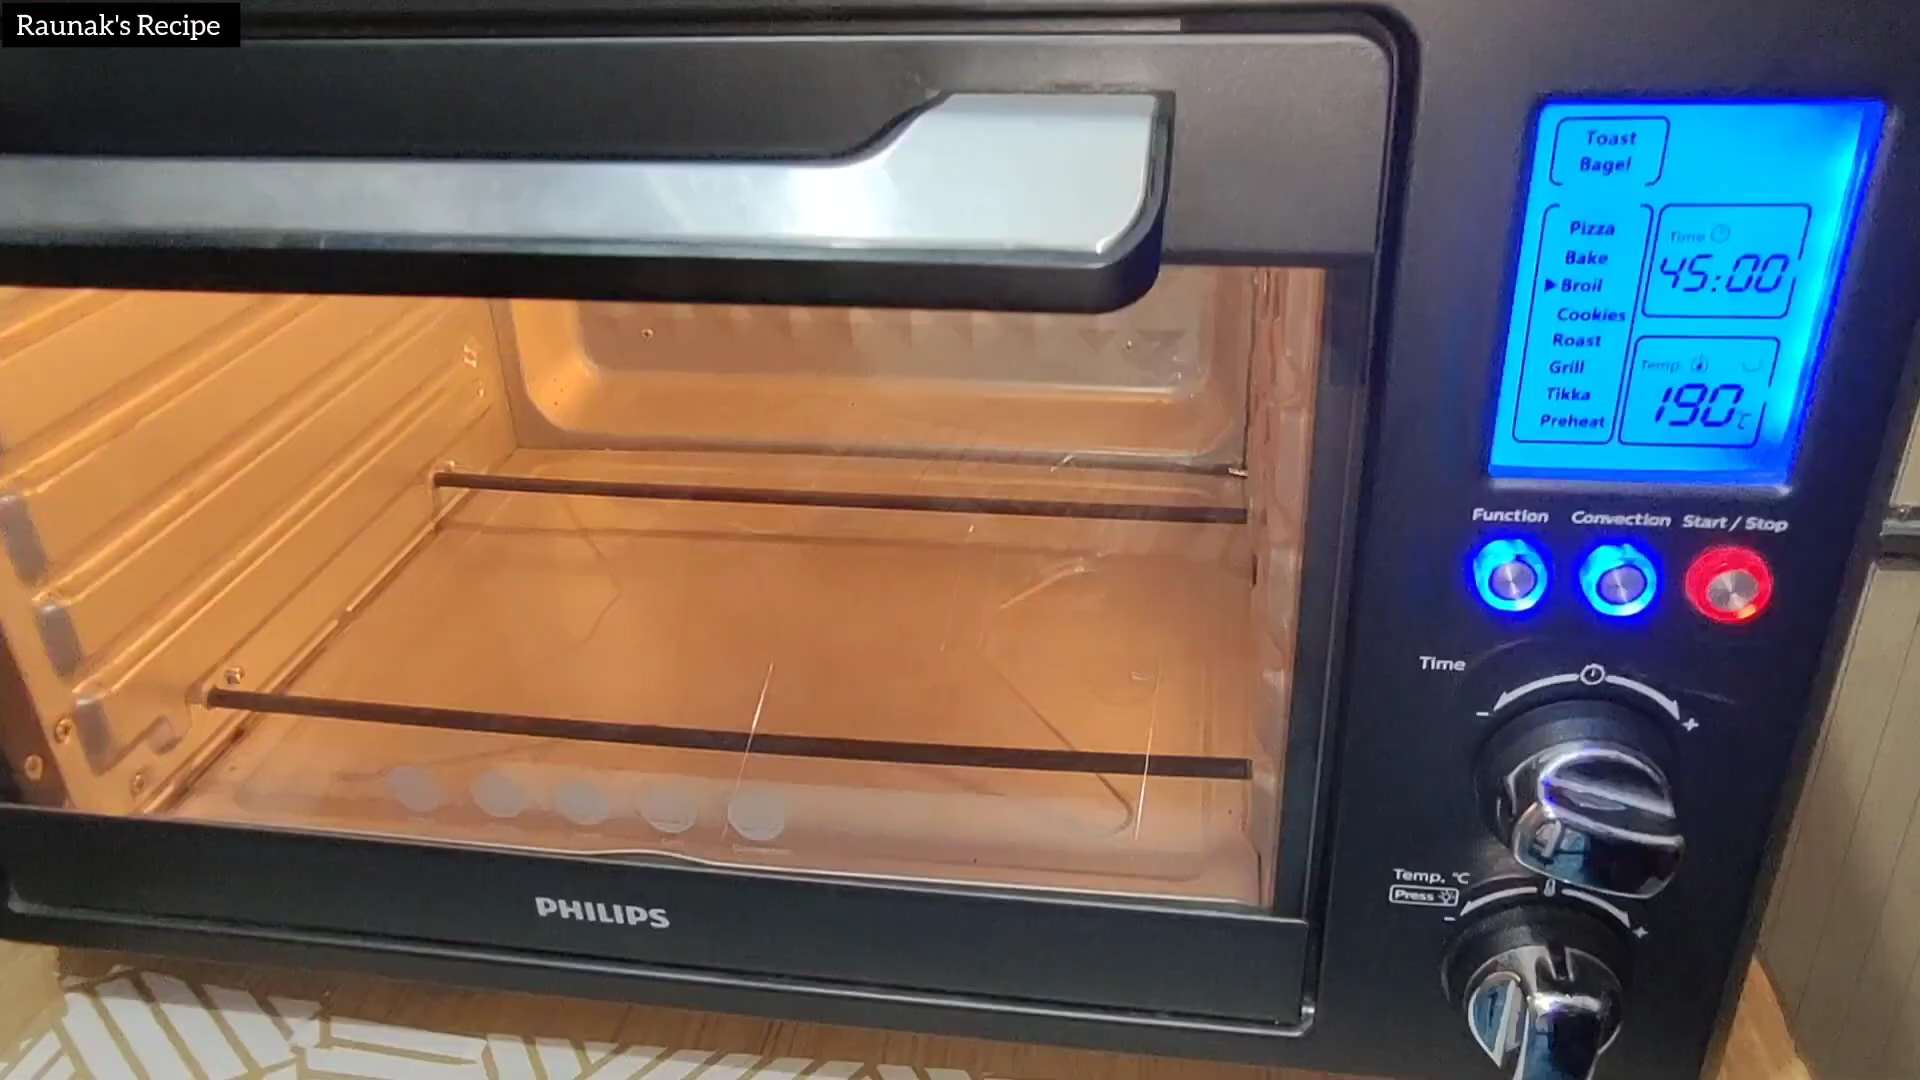 Raunak's Recipe
Toast
Bagel
Pizza
Bake
Broil
Cookies
Roast
Grill
Tikka
Preheat
Time
45:00
Temp.
190℃
Function Convection Start / Stop
Time
- +
Temp. ℃
Press
- +
PHILIPS